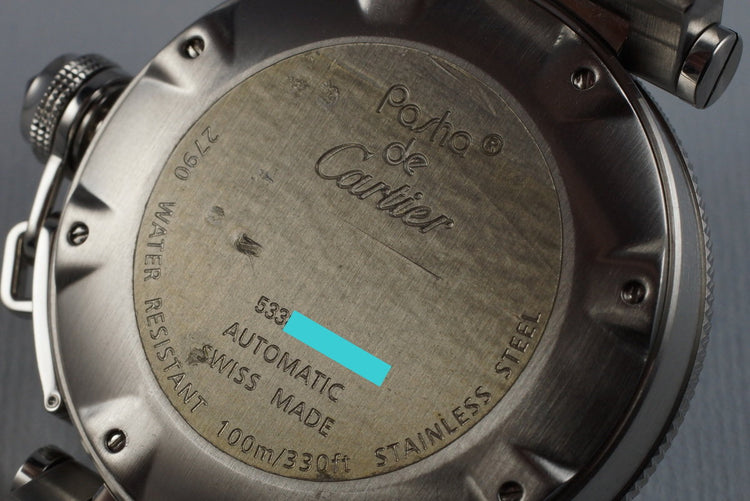 Pasha ®
de
Cartier
533
AUTOMATIC
SWISS MADE
2790 WATER RESISTANT 100m/330ft STAINLESS STEEL